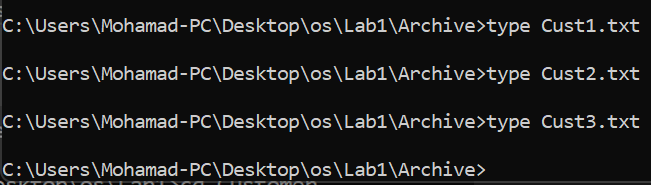 C:\Users\Mohamad-PC\Desktop\os\Lab1\Archive>type Cust1.txt
C:\Users\Mohamad-PC\Desktop\os\Lab1\Archive>type Cust2.txt
C:\Users\Mohamad-PC\Desktop\os\Lab1\Archive>type Cust3.txt
C:\Users\Mohamad-PC\Desktop\os\Lab1\Archive>